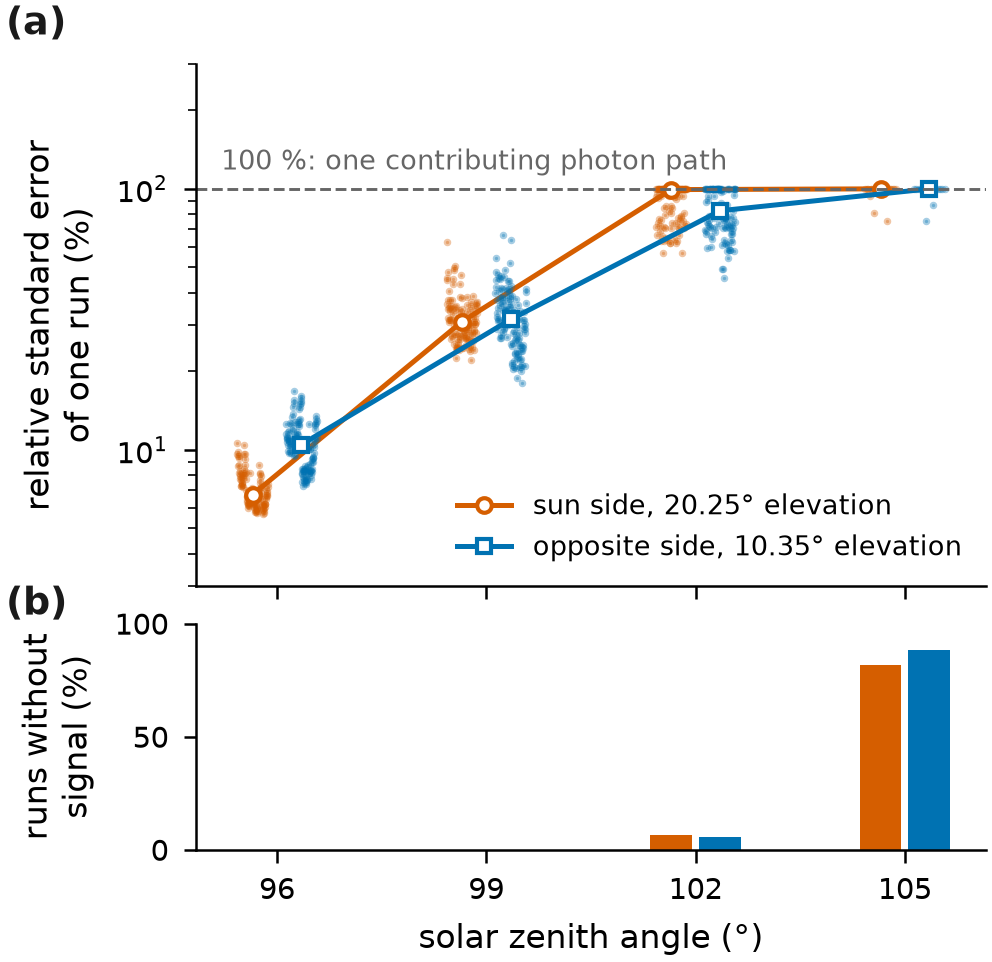 (a)
relative standard error
of one run (%)
10²
10¹
100 %: one contributing photon path
sun side, 20.25° elevation
opposite side, 10.35° elevation
(b)
runs without
signal (%)
100
50
0
96 99 102 105
solar zenith angle (°)